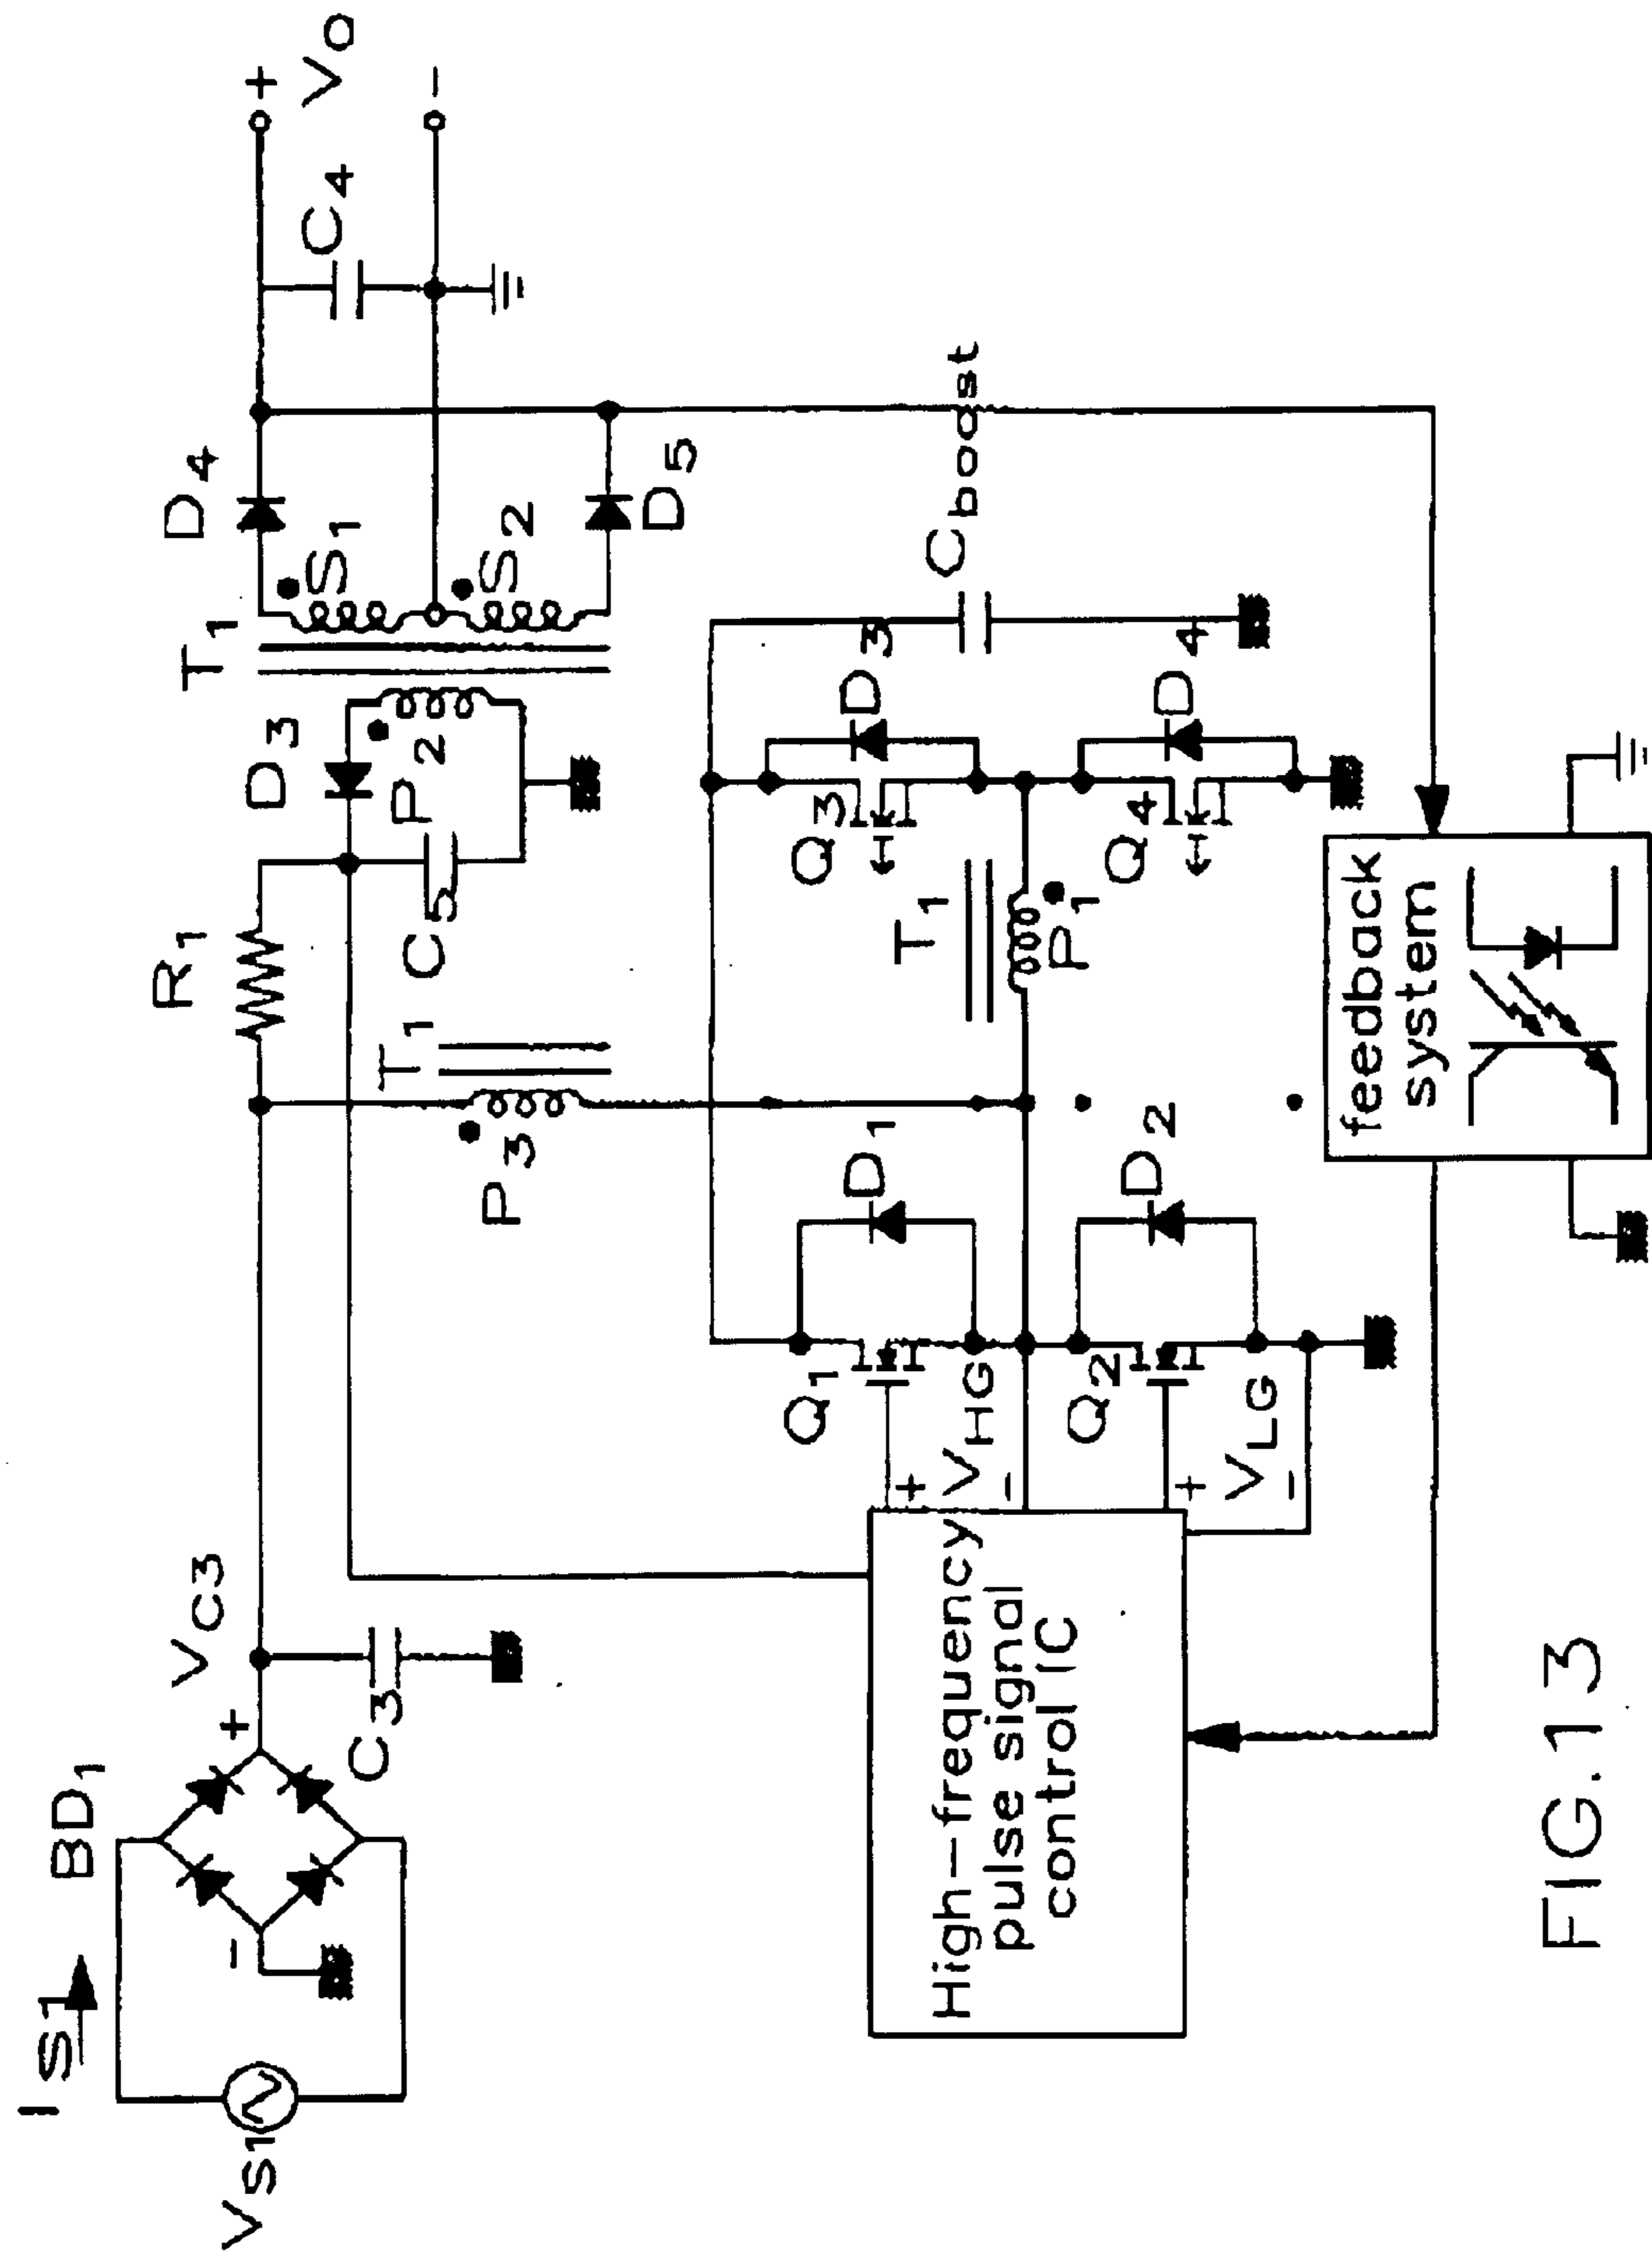 I S1
BD1
VS1
+
-
VC3
C3
R1
D3
T1
D4
+
VO
-
C4
S1
S2
D5
P2
C5
T1
P3
Q1
D1
VHG
+
-
Q2
D2
VLG
+
-
T1
P1
Q3
D3
Q4
D4
Cboost
High-frequency
pulse signal
control IC
feedback
system
FIG.13